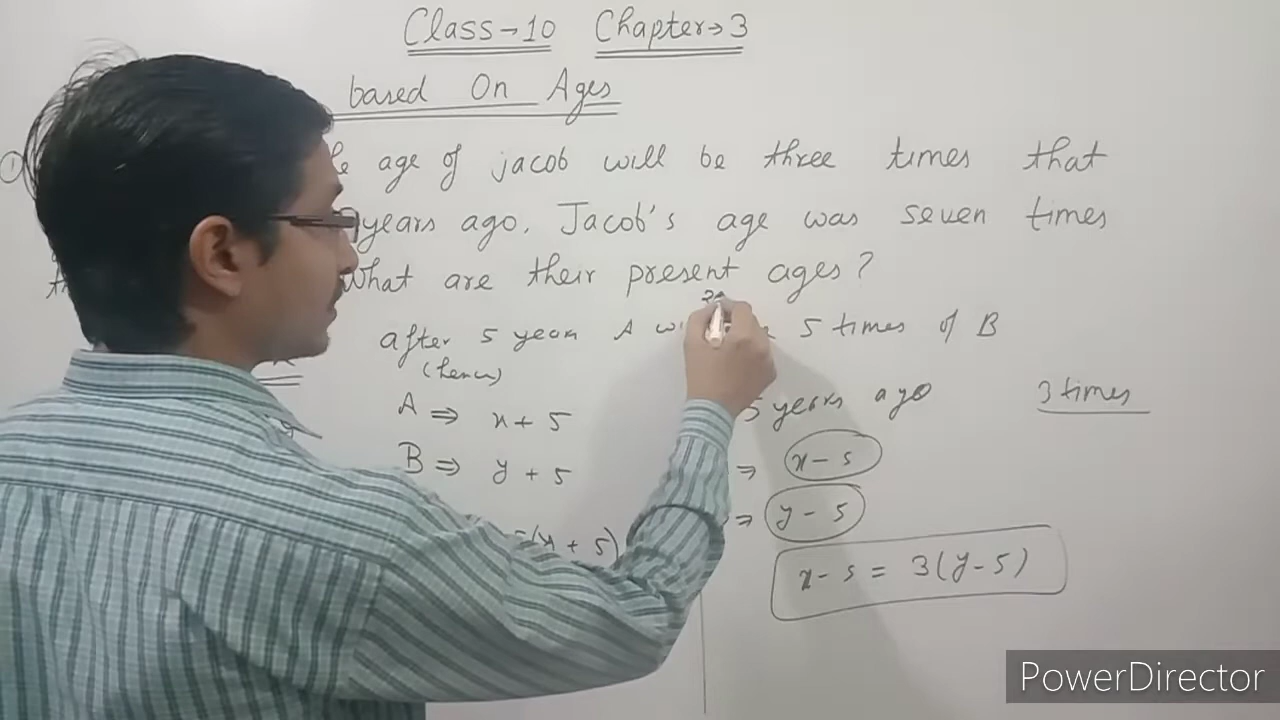 Class→10 Chapter→3
based On Ages
① age of jacob will be three times that
years ago, Jacob's age was seven times
What are their present ages?
after 5 year A 5 times of B
(hence)
A ⇒ x + 5
B ⇒ y + 5
5 years ago 3 times
⇒ x - 5
⇒ y - 5
+ 5)
x - 5 = 3(y - 5)
PowerDirector